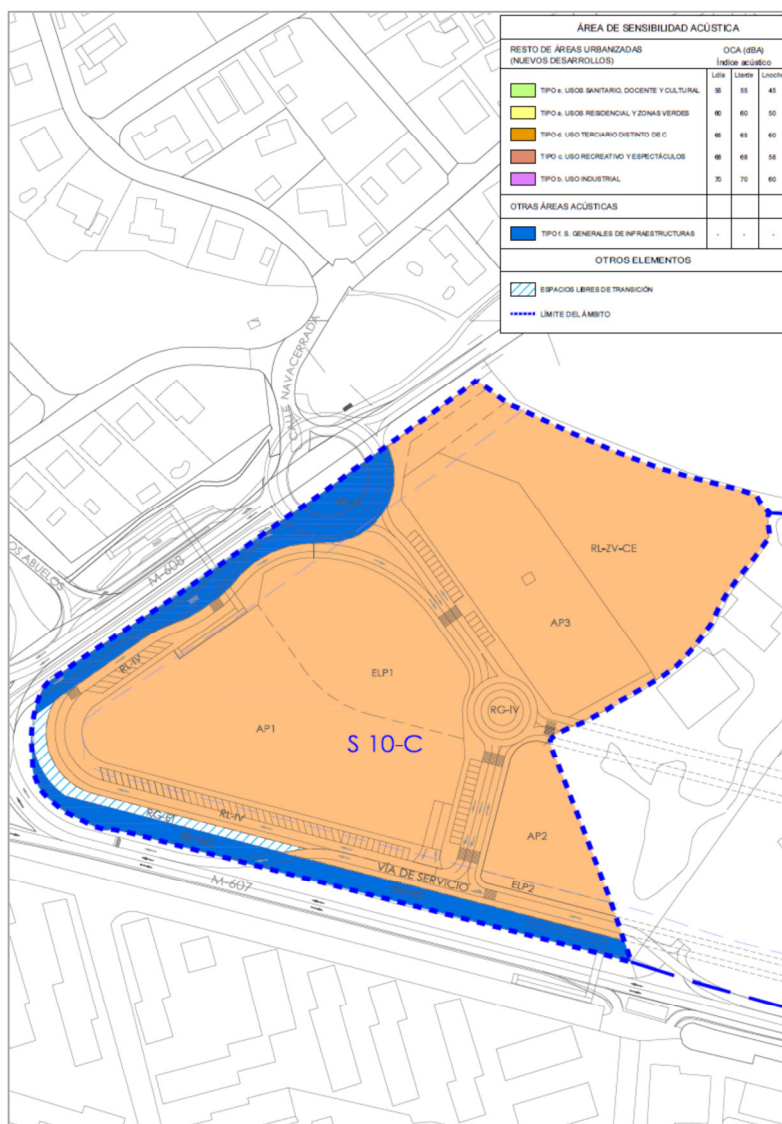 ÁREA DE SENSIBILIDAD ACÚSTICA
RESTO DE ÁREAS URBANIZADAS
(NUEVOS DESARROLLOS)
OCA (dBA)
Índice acústico
Ldía Ltarde Lnoche
TIPO e. USOS SANITARIO, DOCENTE Y CULTURAL 55 55 45
TIPO a. USOS RESIDENCIAL Y ZONAS VERDES 60 60 50
TIPO d. USO TERCIARIO DISTINTO DE C 65 65 60
TIPO c. USO RECREATIVO Y ESPECTÁCULOS 68 68 58
TIPO b. USO INDUSTRIAL 70 70 60
OTRAS ÁREAS ACÚSTICAS
TIPO f. S. GENERALES DE INFRAESTRUCTURAS - - -
OTROS ELEMENTOS
ESPACIOS LIBRES DE TRANSICIÓN
LÍMITE DEL ÁMBITO
CALLE NAVACERRADA
OS ABUELOS
M-608
RL-ZV-CE
AP3
RL-IV
ELP1
RG-IV
AP1
S 10-C
RL-IV
AP2
VÍA DE SERVICIO
ELP2
M-607